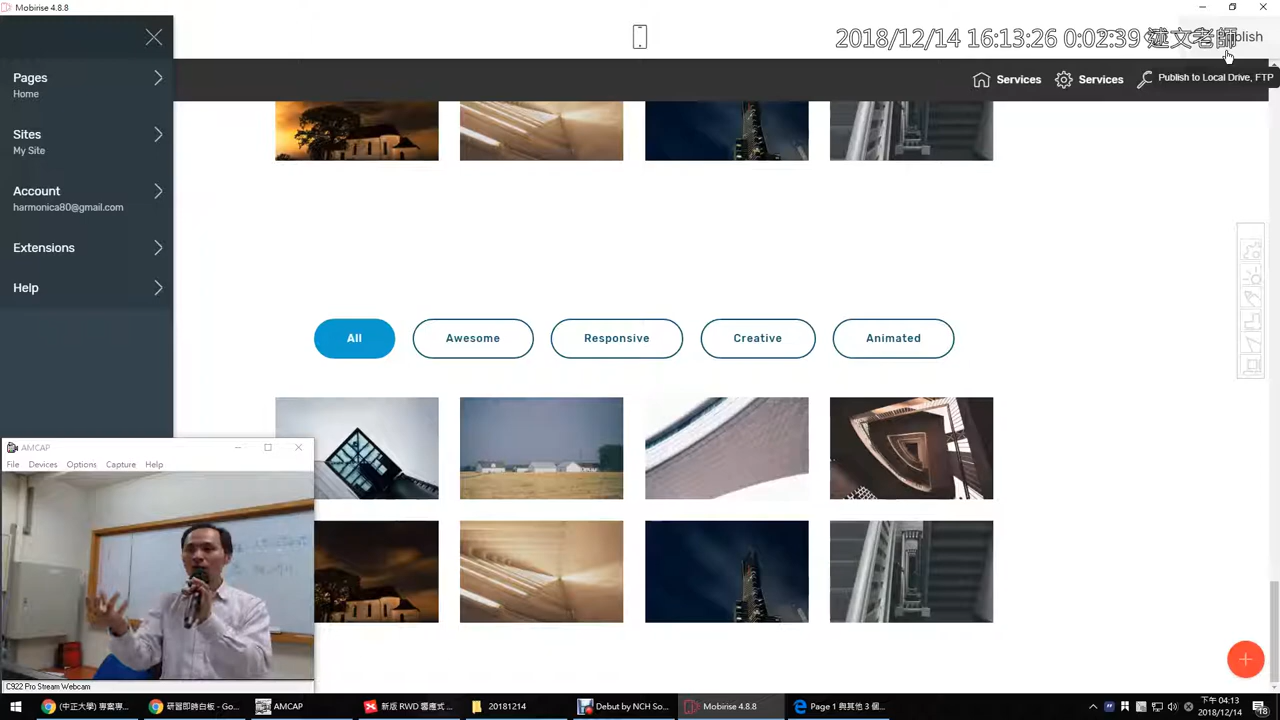 Mobirise 4.8.8
2018/12/14 16:13:26 0:02:39 建文老師
Services
Services
Publish to Local Drive, FTP
Pages
Home
Sites
My Site
Account
harmonica80@gmail.com
Extensions
Help
All
Awesome
Responsive
Creative
Animated
AMCAP
File Devices Options Capture Help
C922 Pro Stream Webcam
(中正大學) 專案專...
研習即時白板 - Go...
AMCAP
新版 RWD 響應式 ...
20181214
Debut by NCH So...
Mobirise 4.8.8
Page 1 與其他 3 個...
下午 04:13
2018/12/14
18